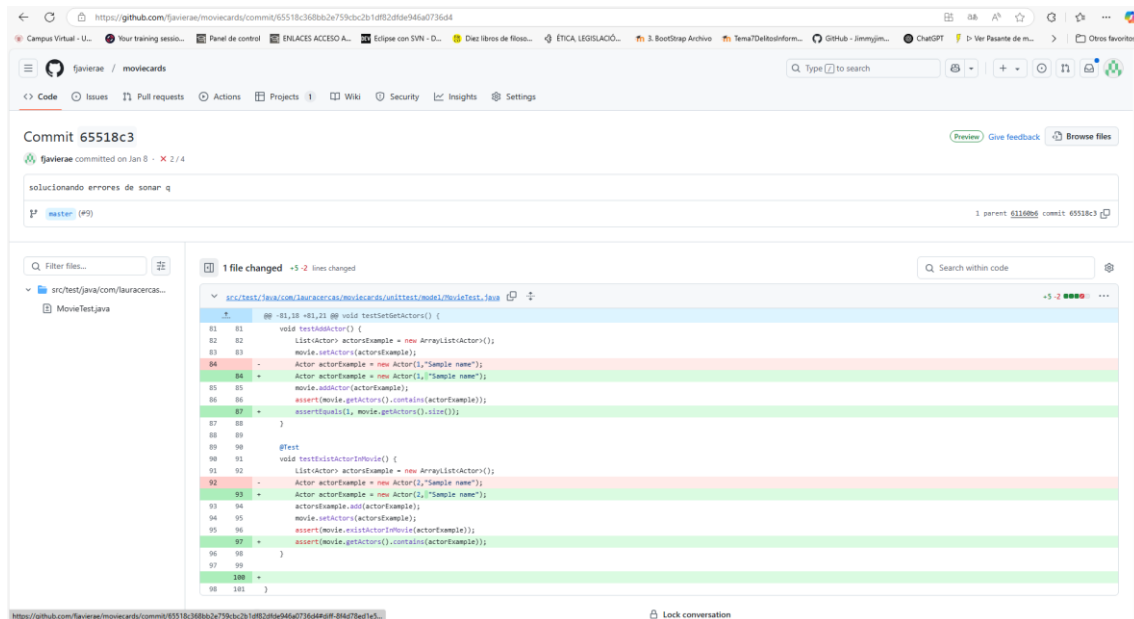 https://github.com/fjavierae/moviecards/commit/65518c368bb2e759cbc2b1df82dfde946a0736d4
Campus Virtual - U... Your training sessio... Panel de control ENLACES ACCESO A... Eclipse con SVN - D... Diez libros de filoso... ÉTICA, LEGISLACIÓ... 3. BootStrap Archivo Tema7DelitosInform... GitHub - Jimmyjim... ChatGPT Ver Pasante de m... Otros favoritos
fjavierae / moviecards Type / to search
Code Issues Pull requests Actions Projects 1 Wiki Security Insights Settings
Commit 65518c3 Preview Give feedback Browse files
fjavierae committed on Jan 8 · 2 / 4
solucionando errores de sonar q
master (#9) 1 parent 61160b6 commit 65518c3
Filter files... 1 file changed +5 -2 lines changed Search within code
src/test/java/com/lauracercas...
MovieTest.java
src/test/java/com/lauracercas/moviecards/unittest/model/MovieTest.java +5 -2
@@ -81,18 +81,21 @@ void testSetGetActors() {
81 81 void testAddActor() {
82 82 List<Actor> actorsExample = new ArrayList<Actor>();
83 83 movie.setActors(actorsExample);
84 - Actor actorExample = new Actor(1,"Sample name");
84 + Actor actorExample = new Actor(1, "Sample name");
85 85 movie.addActor(actorExample);
86 86 assert(movie.getActors().contains(actorExample));
87 + assertEquals(1, movie.getActors().size());
87 88 }
88 89
89 90 @Test
90 91 void testExistActorInMovie() {
91 92 List<Actor> actorsExample = new ArrayList<Actor>();
92 - Actor actorExample = new Actor(2,"Sample name");
93 + Actor actorExample = new Actor(2, "Sample name");
93 94 actorsExample.add(actorExample);
94 95 movie.setActors(actorsExample);
95 96 assert(movie.existActorInMovie(actorExample));
97 + assert(movie.getActors().contains(actorExample));
96 98 }
97 99
100 +
98 101 }
https://github.com/fjavierae/moviecards/commit/65518c368bb2e759cbc2b1df82dfde946a0736d4#diff-8f4d78ed1e5...
Lock conversation